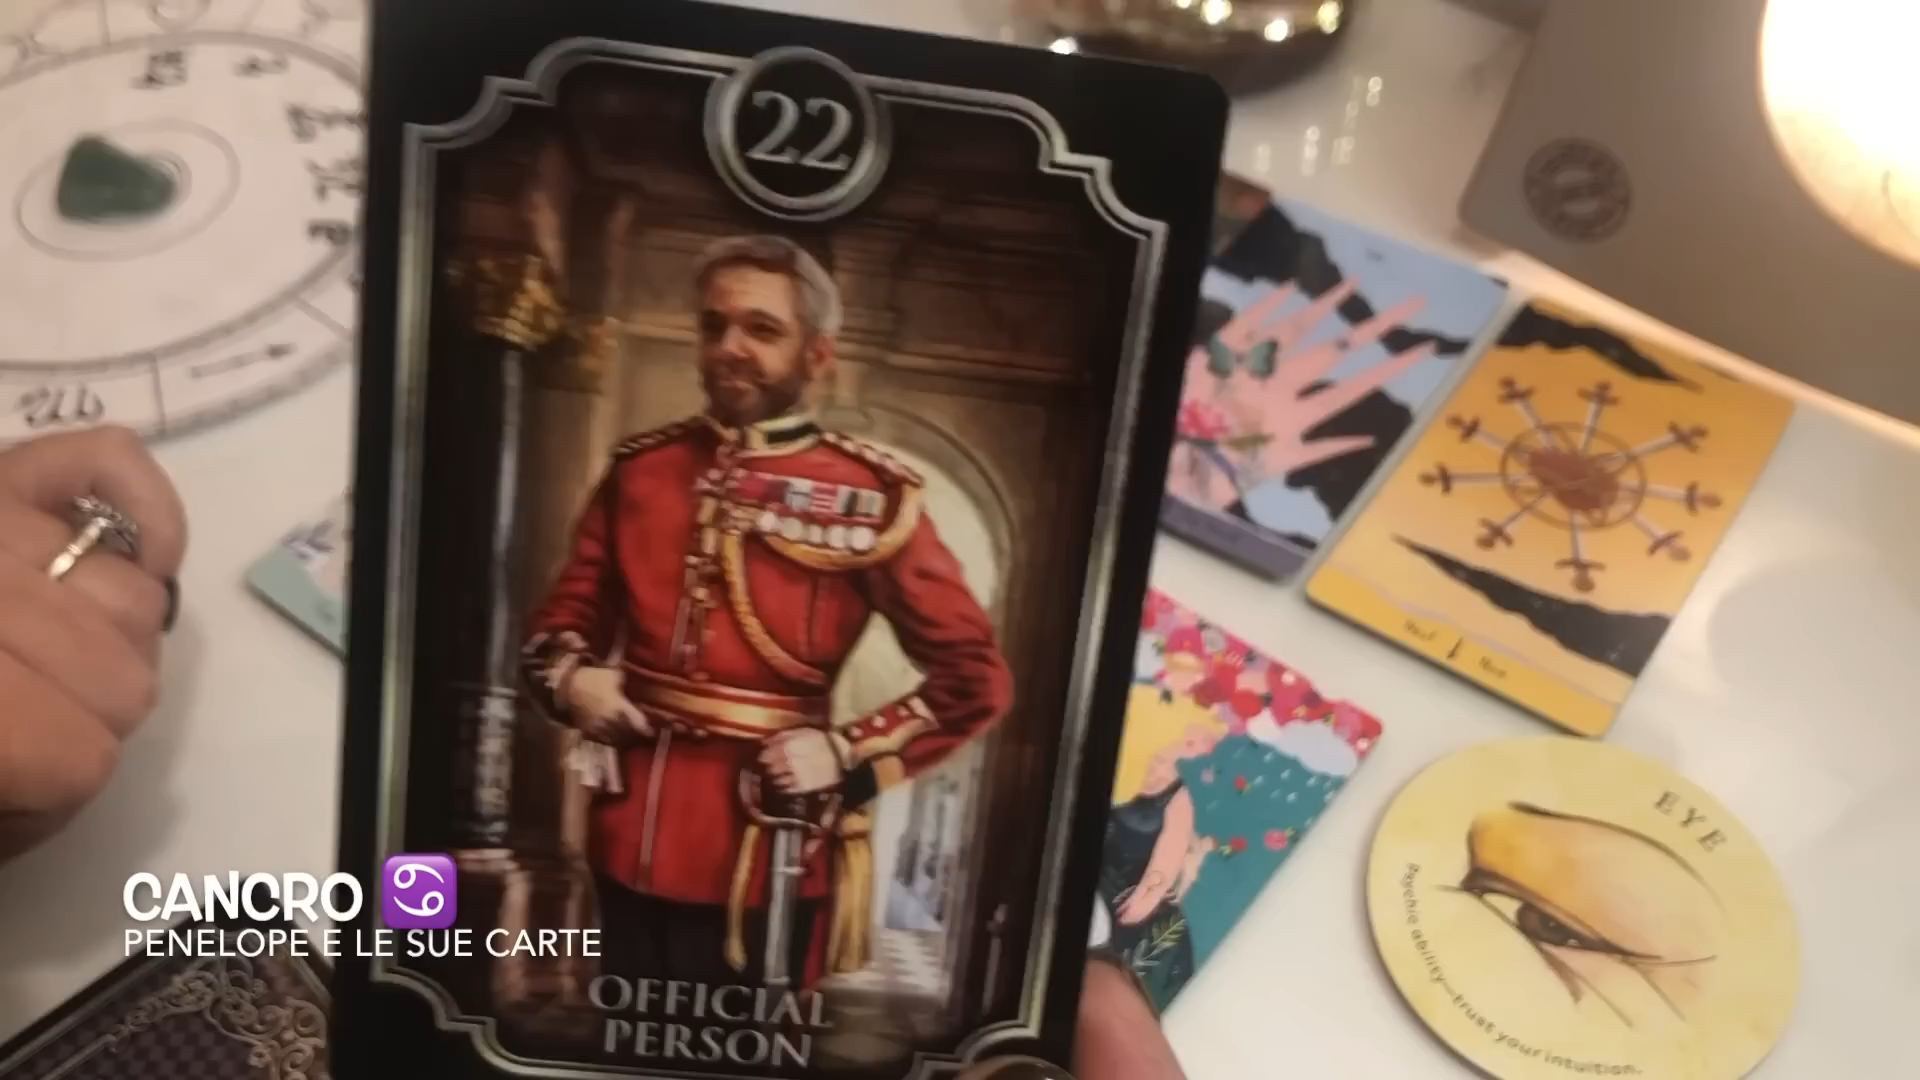 22
OFFICIAL
PERSON
EYE
Psychic ability—trust your intuition.
CANCRO ♋
PENELOPE E LE SUE CARTE